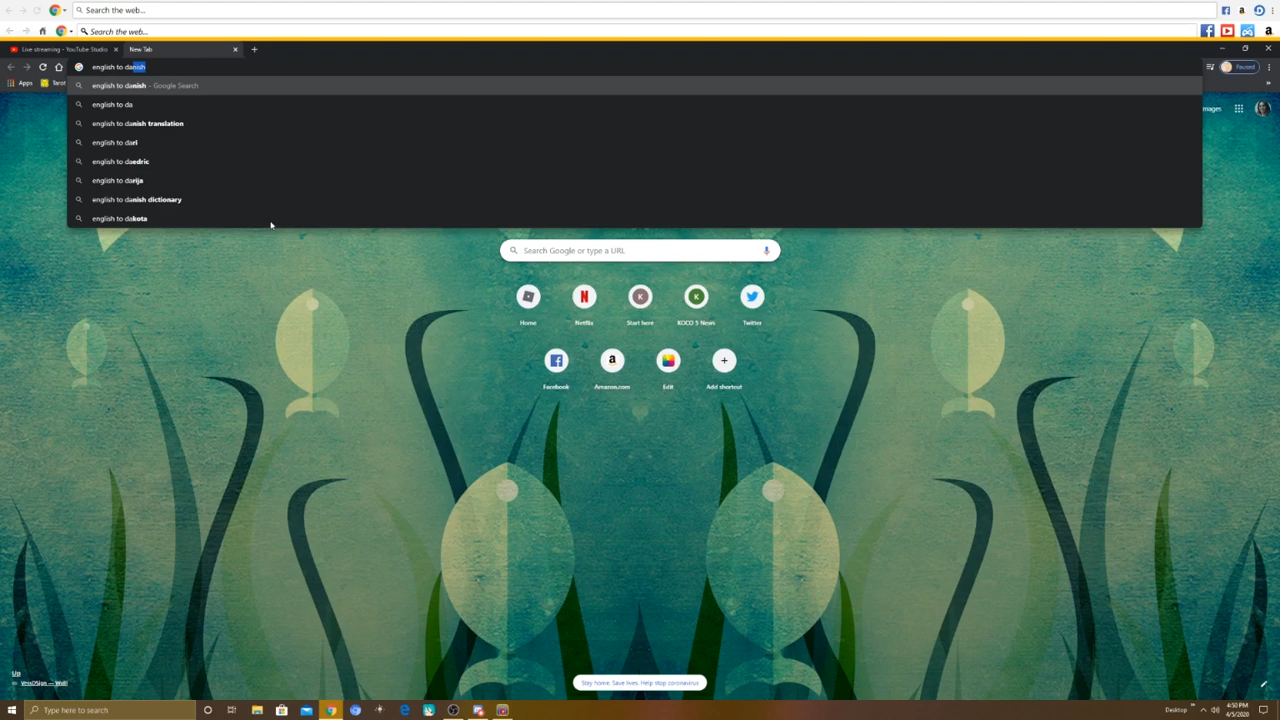 Search the web...
Search the web...
Live streaming - YouTube Studio
New Tab
english to danish
Paused
Apps
Tarot
english to danish - Google Search
english to da
images
english to danish translation
english to dari
english to daedric
english to darija
english to danish dictionary
english to dakota
Search Google or type a URL
Home
Netflix
Start here
KOCO 5 News
Twitter
Facebook
Amazon.com
Edit
Add shortcut
Stay home. Save lives. Help stop coronavirus
Type here to search
Desktop
4:50 PM
4/5/2020